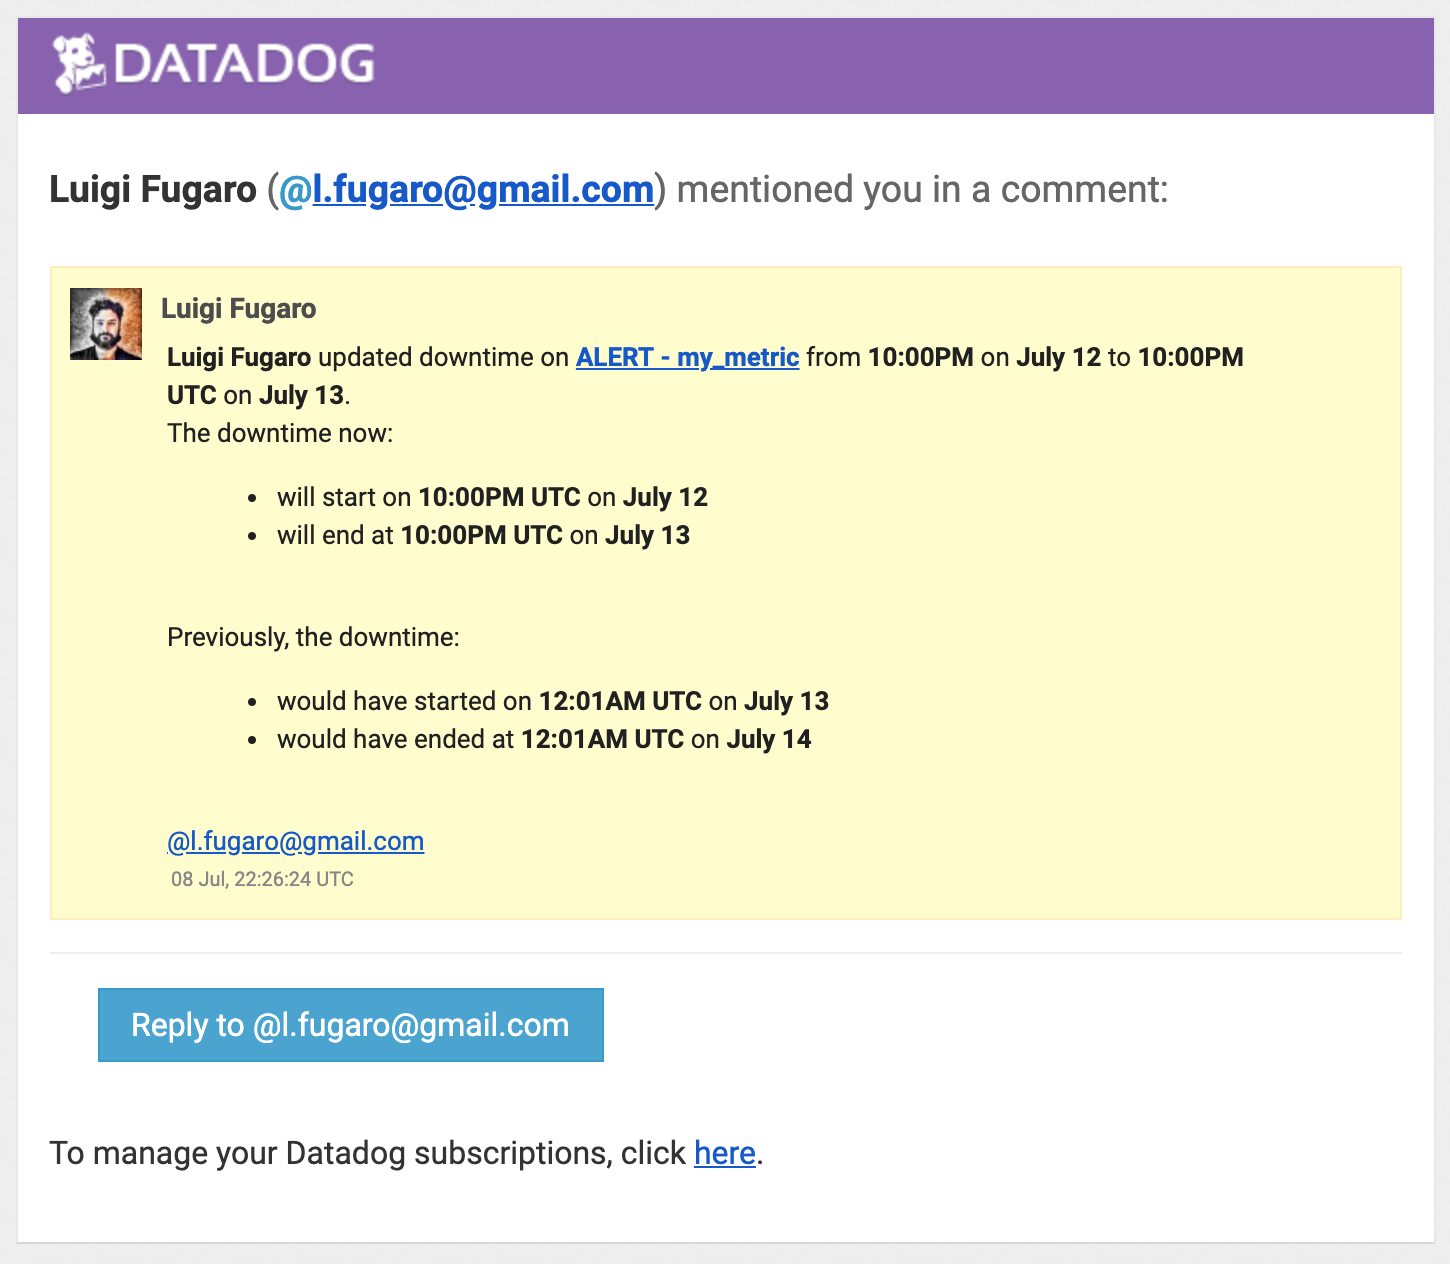 DATADOG
Luigi Fugaro (@l.fugaro@gmail.com) mentioned you in a comment:
Luigi Fugaro
Luigi Fugaro updated downtime on ALERT - my_metric from 10:00PM on July 12 to 10:00PM
UTC on July 13.
The downtime now:
• will start on 10:00PM UTC on July 12
• will end at 10:00PM UTC on July 13
Previously, the downtime:
• would have started on 12:01AM UTC on July 13
• would have ended at 12:01AM UTC on July 14
@l.fugaro@gmail.com
08 Jul, 22:26:24 UTC
Reply to @l.fugaro@gmail.com
To manage your Datadog subscriptions, click here.